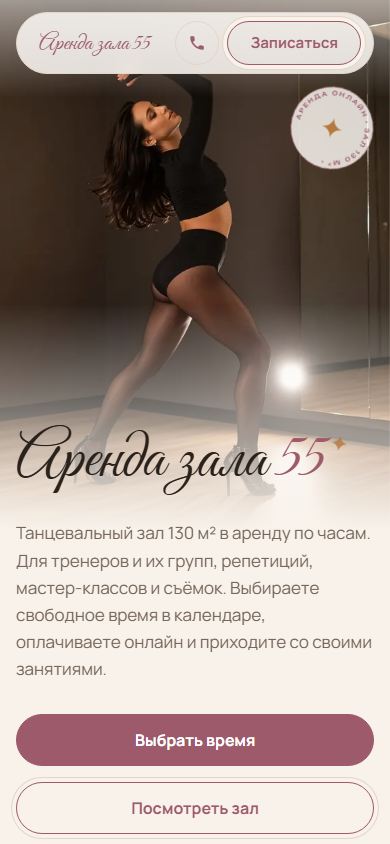 Аренда зала 55
Записаться
АРЕНДА ОНЛАЙН · ЗАЛ 130 М² ·
Аренда зала 55
Танцевальный зал 130 м² в аренду по часам.
Для тренеров и их групп, репетиций,
мастер-классов и съёмок. Выбираете
свободное время в календаре,
оплачиваете онлайн и приходите со своими
занятиями.
Выбрать время
Посмотреть зал